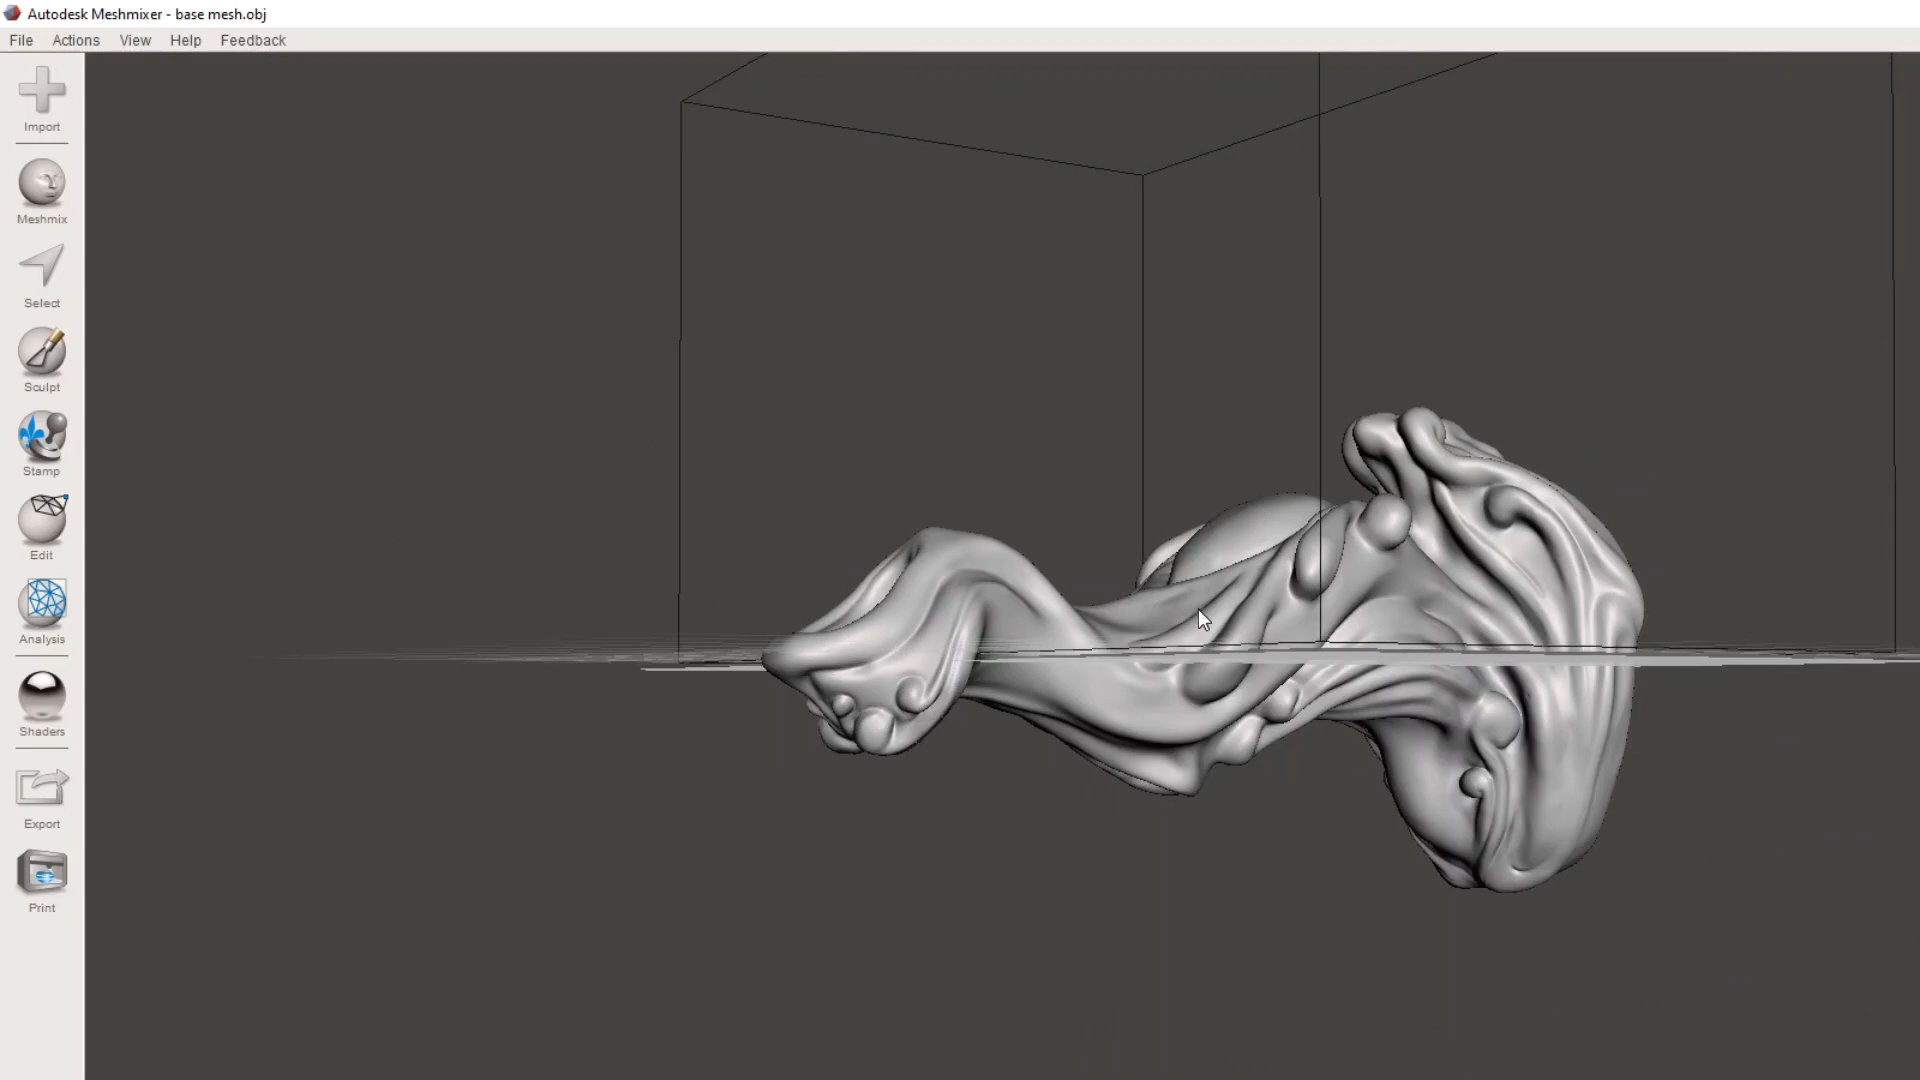 Autodesk Meshmixer - base mesh.obj
File Actions View Help Feedback
Import
Meshmix
Select
Sculpt
Stamp
Edit
Analysis
Shaders
Export
Print